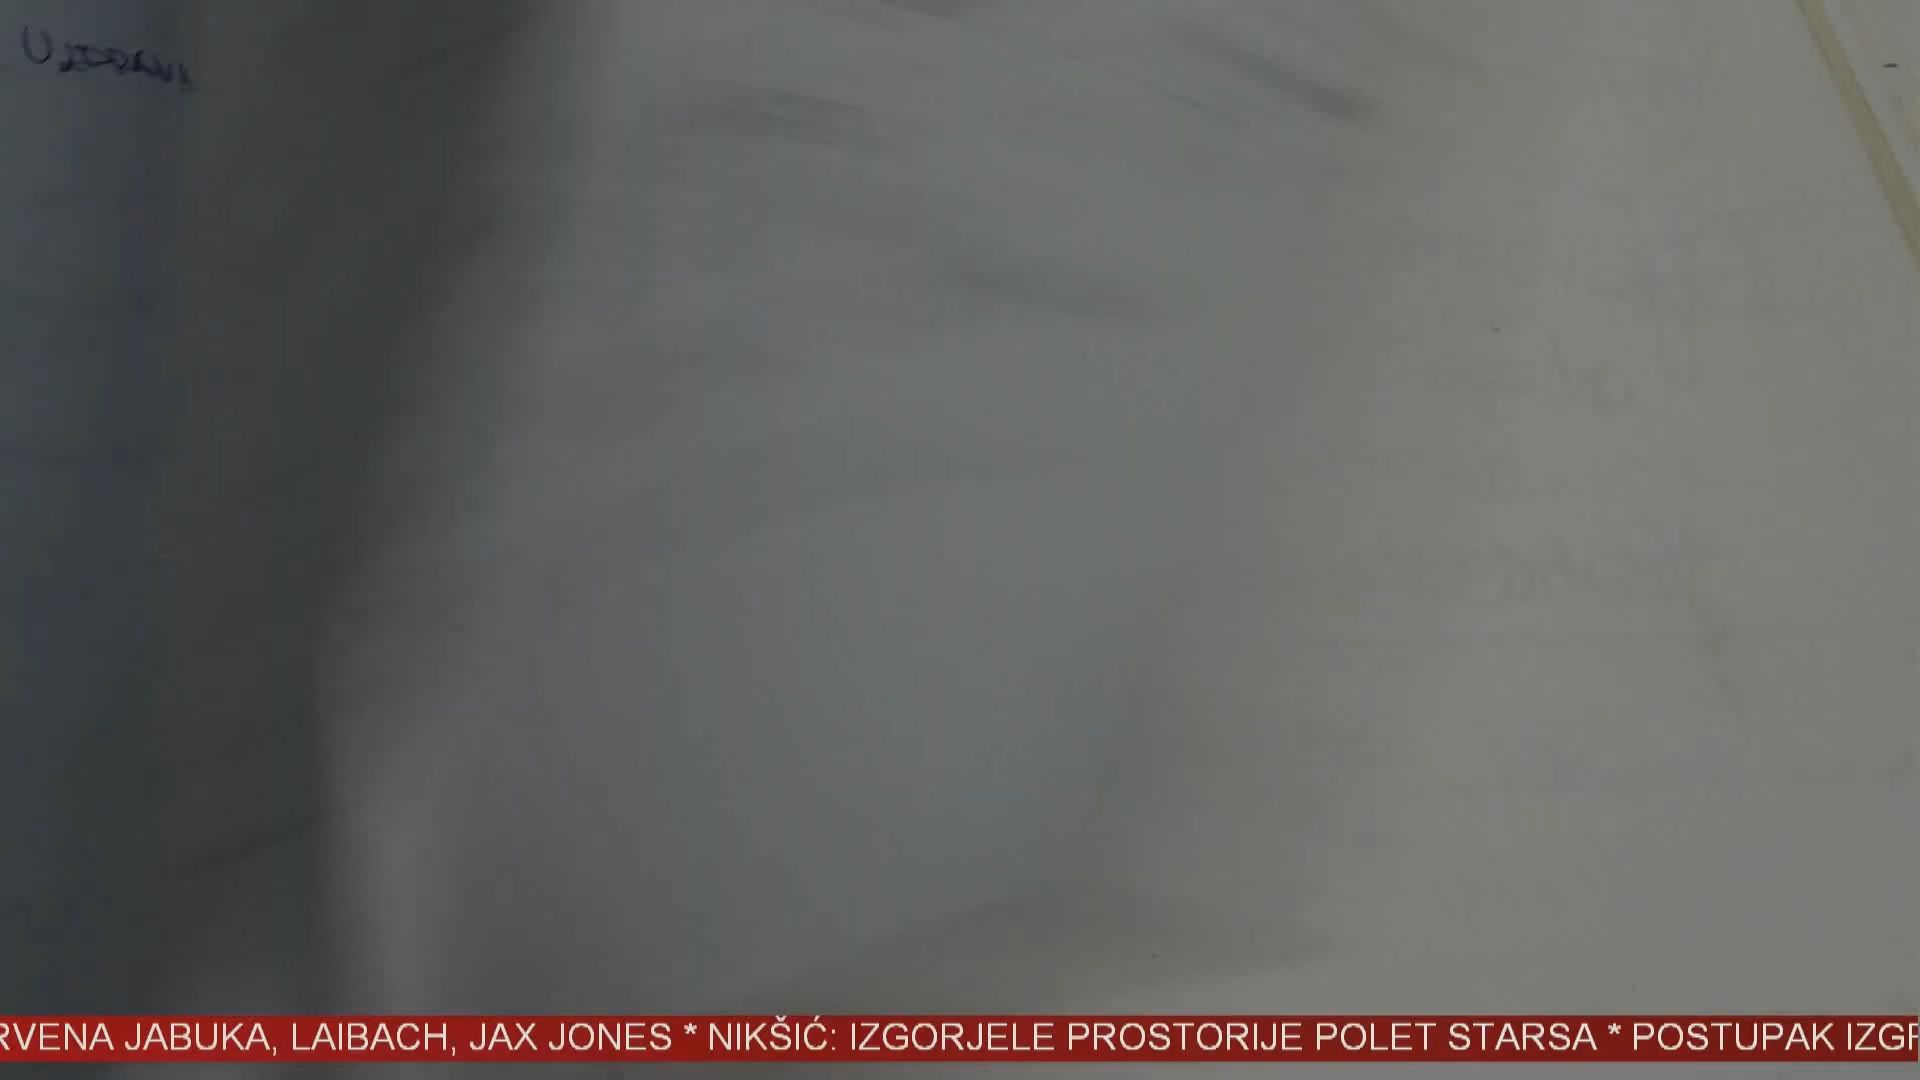 RVENA JABUKA, LAIBACH, JAX JONES * NIKŠIĆ: IZGORJELE PROSTORIJE POLET STARSA * POSTUPAK IZGR